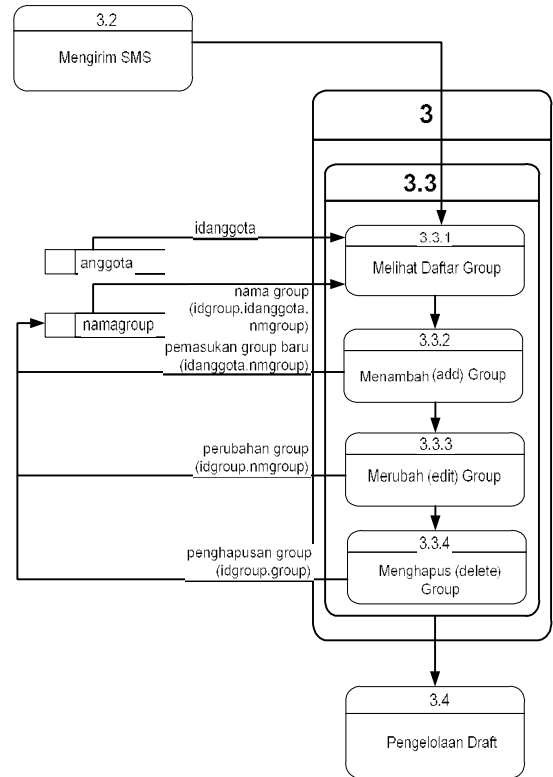 3.2
Mengirim SMS
3
3.3
idanggota
3.3.1
anggota
Melihat Daftar Group
nama group
(idgroup,idanggota,
nmgroup)
namagroup
pemasukan group baru
(idanggota.nmgroup)
3.3.2
Menambah (add) Group
3.3.3
perubahan group
(idgroup.nmgroup)
Merubah (edit) Group
3.3.4
penghapusan group
(idgroup.group)
Menghapus (delete)
Group
3.4
Pengelolaan Draft